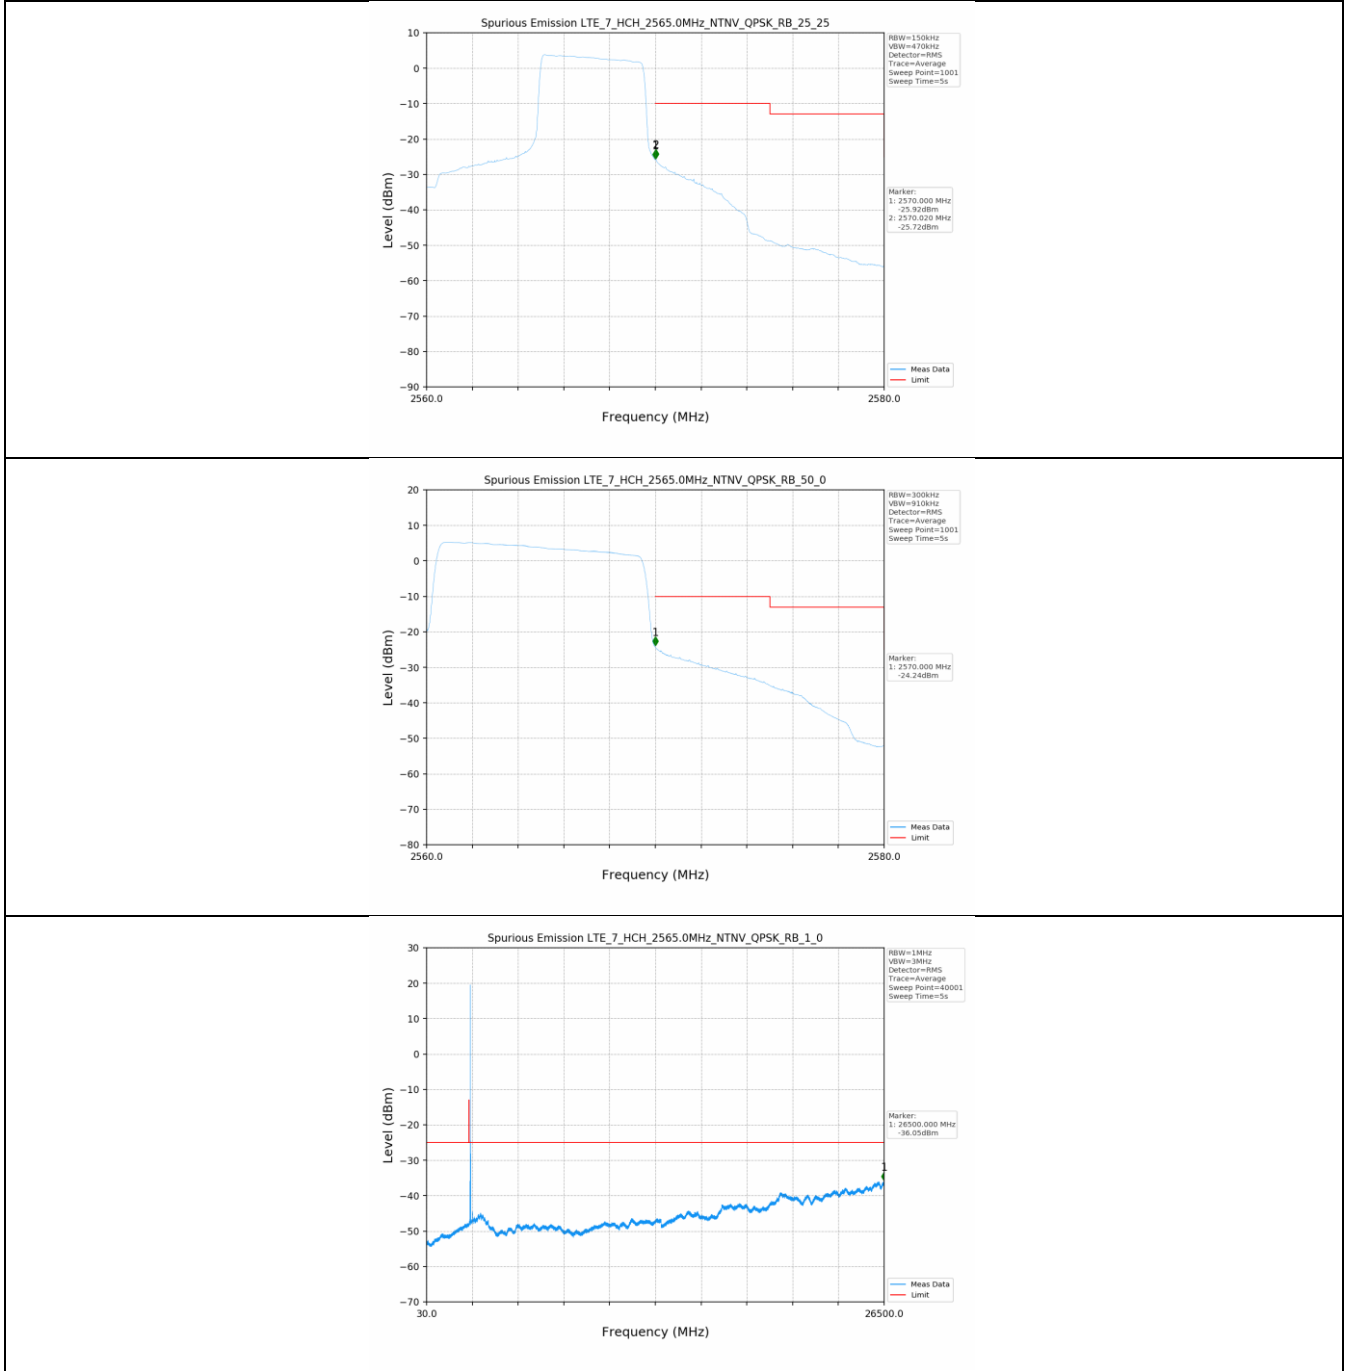 Spurious Emission LTE_7_HCH_2565.0MHz_NTNV_QPSK_RB_25_25
RBW=150kHz
VBW=470kHz
Detector=RMS
Trace=Average
Sweep Point=1001
Sweep Time=5s
10
0
−10
−20
−30
−40
−50
−60
−70
−80
−90
Level (dBm)
2
Marker:
1: 2570.000 MHz
-25.92dBm
2: 2570.020 MHz
-25.72dBm
Meas Data
Limit
2560.0
2580.0
Frequency (MHz)
Spurious Emission LTE_7_HCH_2565.0MHz_NTNV_QPSK_RB_50_0
RBW=300kHz
VBW=910kHz
Detector=RMS
Trace=Average
Sweep Point=1001
Sweep Time=5s
20
10
0
−10
−20
−30
−40
−50
−60
−70
−80
Level (dBm)
1
Marker:
1: 2570.000 MHz
-24.24dBm
Meas Data
Limit
2560.0
2580.0
Frequency (MHz)
Spurious Emission LTE_7_HCH_2565.0MHz_NTNV_QPSK_RB_1_0
RBW=1MHz
VBW=3MHz
Detector=RMS
Trace=Average
Sweep Point=40001
Sweep Time=5s
30
20
10
0
−10
−20
−30
−40
−50
−60
−70
Level (dBm)
1
Marker:
1: 26500.000 MHz
-36.05dBm
Meas Data
Limit
30.0
26500.0
Frequency (MHz)